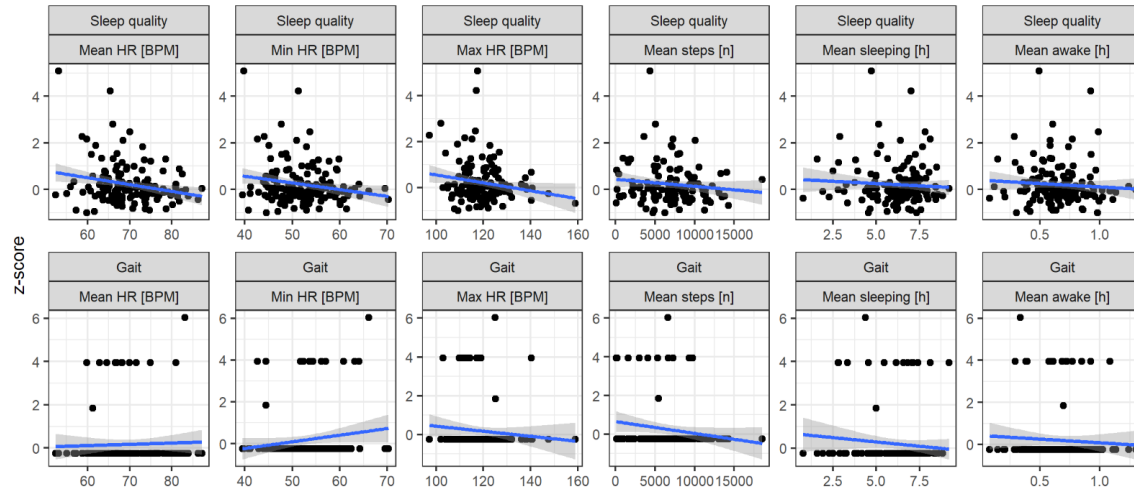 Sleep quality Sleep quality Sleep quality Sleep quality Sleep quality Sleep quality
Mean HR [BPM] Min HR [BPM] Max HR [BPM] Mean steps [n] Mean sleeping [h] Mean awake [h]
4 4 4 4 4 4
2 2 2 2 2 2
0 0 0 0 0 0
60 70 80 40 50 60 70 100 120 140 160 0 5000 10000 15000 2.5 5.0 7.5 0.5 1.0
z-score
Gait Gait Gait Gait Gait Gait
Mean HR [BPM] Min HR [BPM] Max HR [BPM] Mean steps [n] Mean sleeping [h] Mean awake [h]
6 6 6 6 6 6
4 4 4 4 4 4
2 2 2 2 2 2
0 0 0 0 0 0
60 70 80 40 50 60 70 100 120 140 160 0 5000 10000 15000 2.5 5.0 7.5 0.5 1.0